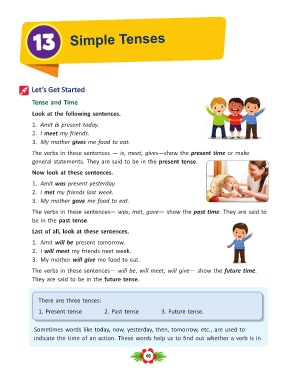 13
Simple Tenses
Let's Get Started
Tense and Time
Look at the following sentences.
1. Amit is present today.
2. I meet my friends.
3. My mother gives me food to eat.
The verbs in these sentences — is, meet, gives—show the present time or make
general statements. They are said to be in the present tense.
Now look at these sentences.
1. Amit was present yesterday.
2. I met my friends last week.
3. My mother gave me food to eat.
The verbs in these sentences— was, met, gave— show the past time. They are said to
be in the past tense.
Last of all, look at these sentences.
1. Amit will be present tomorrow.
2. I will meet my friends next week.
3. My mother will give me food to eat.
The verbs in these sentences— will be, will meet, will give— show the future time.
They are said to be in the future tense.
There are three tenses:
1. Present tense 2. Past tense 3. Future tense.
Sometimes words like today, now, yesterday, then, tomorrow, etc., are used to
indicate the time of an action. These words help us to find out whether a verb is in
46